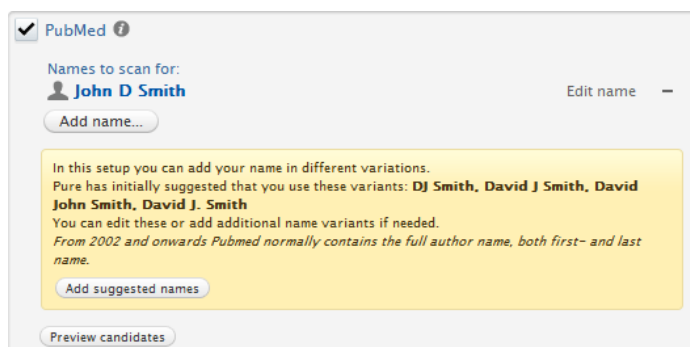 PubMed
Names to scan for:
John D Smith
Edit name
Add name...
In this setup you can add your name in different variations.
Pure has initially suggested that you use these variants: DJ Smith, David J Smith, David
John Smith, David J. Smith
You can edit these or add additional name variants if needed.
From 2002 and onwards Pubmed normally contains the full author name, both first- and last
name.
Add suggested names
Preview candidates